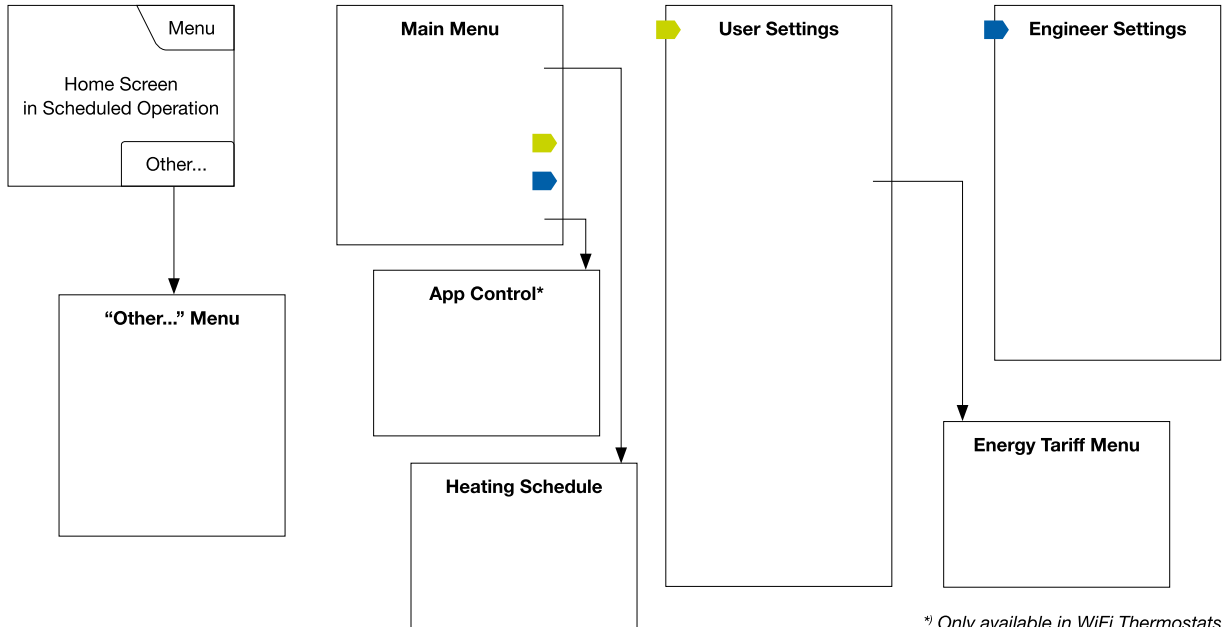 Menu
Home Screen
in Scheduled Operation
Other...
“Other...” Menu
Main Menu
App Control*
Heating Schedule
User Settings
Engineer Settings
Energy Tariff Menu
*) Only available in WiFi Thermostats